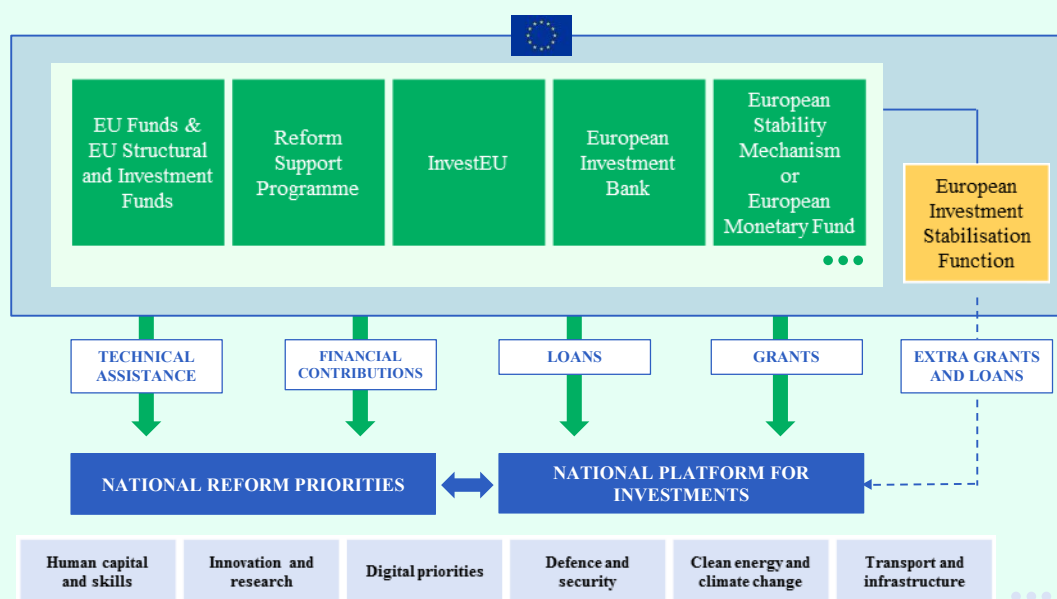 EU Funds &
EU Structural
and Investment
Funds
Reform
Support
Programme
InvestEU
European
Investment
Bank
European
Stability
Mechanism
or
European
Monetary Fund
European
Investment
Stabilisation
Function
TECHNICAL
ASSISTANCE
FINANCIAL
CONTRIBUTIONS
LOANS
GRANTS
EXTRA GRANTS
AND LOANS
NATIONAL REFORM PRIORITIES
NATIONAL PLATFORM FOR
INVESTMENTS
Human capital
and skills
Innovation and
research
Digital priorities
Defence and
security
Clean energy and
climate change
Transport and
infrastructure